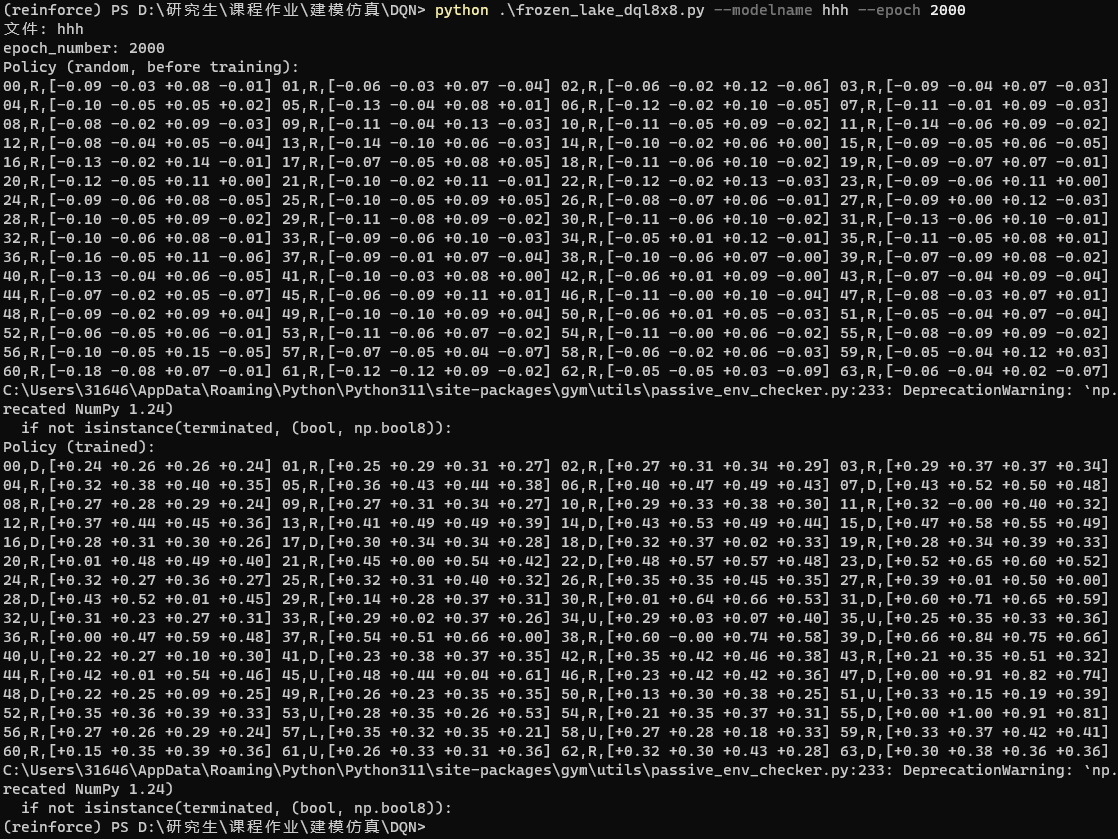 (reinforce) PS D:\研究生\课程作业\建模仿真\DQN> python .\frozen_lake_dql8x8.py --modelname hhh --epoch 2000
文件: hhh
epoch_number: 2000
Policy (random, before training):
00,R,[-0.09 -0.03 +0.08 -0.01] 01,R,[-0.06 -0.03 +0.07 -0.04] 02,R,[-0.06 -0.02 +0.12 -0.06] 03,R,[-0.09 -0.04 +0.07 -0.03]
04,R,[-0.10 -0.05 +0.05 +0.02] 05,R,[-0.13 -0.04 +0.08 +0.01] 06,R,[-0.12 -0.02 +0.10 -0.05] 07,R,[-0.11 -0.01 +0.09 -0.03]
08,R,[-0.08 -0.02 +0.09 -0.03] 09,R,[-0.11 -0.04 +0.13 -0.03] 10,R,[-0.11 -0.05 +0.09 -0.02] 11,R,[-0.14 -0.06 +0.09 -0.02]
12,R,[-0.08 -0.04 +0.05 -0.04] 13,R,[-0.14 -0.10 +0.06 -0.03] 14,R,[-0.10 -0.02 +0.06 +0.00] 15,R,[-0.09 -0.05 +0.06 -0.05]
16,R,[-0.13 -0.02 +0.14 -0.01] 17,R,[-0.07 -0.05 +0.08 +0.05] 18,R,[-0.11 -0.06 +0.10 -0.02] 19,R,[-0.09 -0.07 +0.07 -0.01]
20,R,[-0.12 -0.05 +0.11 +0.00] 21,R,[-0.10 -0.02 +0.11 -0.01] 22,R,[-0.12 -0.02 +0.13 -0.03] 23,R,[-0.09 -0.06 +0.11 +0.00]
24,R,[-0.09 -0.06 +0.08 -0.05] 25,R,[-0.10 -0.05 +0.09 +0.05] 26,R,[-0.08 -0.07 +0.06 -0.01] 27,R,[-0.09 +0.00 +0.12 -0.03]
28,R,[-0.10 -0.05 +0.09 -0.02] 29,R,[-0.11 -0.08 +0.09 -0.02] 30,R,[-0.11 -0.06 +0.10 -0.02] 31,R,[-0.13 -0.06 +0.10 -0.01]
32,R,[-0.10 -0.06 +0.08 -0.01] 33,R,[-0.09 -0.06 +0.10 -0.03] 34,R,[-0.05 +0.01 +0.12 -0.01] 35,R,[-0.11 -0.05 +0.08 +0.01]
36,R,[-0.16 -0.05 +0.11 -0.06] 37,R,[-0.09 -0.01 +0.07 -0.04] 38,R,[-0.10 -0.06 +0.07 -0.00] 39,R,[-0.07 -0.09 +0.08 -0.02]
40,R,[-0.13 -0.04 +0.06 -0.05] 41,R,[-0.10 -0.03 +0.08 +0.00] 42,R,[-0.06 +0.01 +0.09 -0.00] 43,R,[-0.07 -0.04 +0.09 -0.04]
44,R,[-0.07 -0.02 +0.05 -0.07] 45,R,[-0.06 -0.09 +0.11 +0.01] 46,R,[-0.11 -0.00 +0.10 -0.04] 47,R,[-0.08 -0.03 +0.07 +0.01]
48,R,[-0.09 -0.02 +0.09 +0.04] 49,R,[-0.10 -0.10 +0.09 +0.04] 50,R,[-0.06 +0.01 +0.05 -0.03] 51,R,[-0.05 -0.04 +0.07 -0.04]
52,R,[-0.06 -0.05 +0.06 -0.01] 53,R,[-0.11 -0.06 +0.07 -0.02] 54,R,[-0.11 -0.00 +0.06 -0.02] 55,R,[-0.08 -0.09 +0.09 -0.02]
56,R,[-0.10 -0.05 +0.15 -0.05] 57,R,[-0.07 -0.05 +0.04 -0.07] 58,R,[-0.06 -0.02 +0.06 -0.03] 59,R,[-0.05 -0.04 +0.12 +0.03]
60,R,[-0.18 -0.08 +0.07 -0.01] 61,R,[-0.12 -0.12 +0.09 -0.02] 62,R,[-0.05 -0.05 +0.03 -0.09] 63,R,[-0.06 -0.04 +0.02 -0.07]
C:\Users\31646\AppData\Roaming\Python\Python311\site-packages\gym\utils\passive_env_checker.py:233: DeprecationWarning: `np.
recated NumPy 1.24)
  if not isinstance(terminated, (bool, np.bool8)):
Policy (trained):
00,D,[+0.24 +0.26 +0.26 +0.24] 01,R,[+0.25 +0.29 +0.31 +0.27] 02,R,[+0.27 +0.31 +0.34 +0.29] 03,R,[+0.29 +0.37 +0.37 +0.34]
04,R,[+0.32 +0.38 +0.40 +0.35] 05,R,[+0.36 +0.43 +0.44 +0.38] 06,R,[+0.40 +0.47 +0.49 +0.43] 07,D,[+0.43 +0.52 +0.50 +0.48]
08,R,[+0.27 +0.28 +0.29 +0.24] 09,R,[+0.27 +0.31 +0.34 +0.27] 10,R,[+0.29 +0.33 +0.38 +0.30] 11,R,[+0.32 -0.00 +0.40 +0.32]
12,R,[+0.37 +0.44 +0.45 +0.36] 13,R,[+0.41 +0.49 +0.49 +0.39] 14,D,[+0.43 +0.53 +0.49 +0.44] 15,D,[+0.47 +0.58 +0.55 +0.49]
16,D,[+0.28 +0.31 +0.30 +0.26] 17,D,[+0.30 +0.34 +0.34 +0.28] 18,D,[+0.32 +0.37 +0.02 +0.33] 19,R,[+0.28 +0.34 +0.39 +0.33]
20,R,[+0.01 +0.48 +0.49 +0.40] 21,R,[+0.45 +0.00 +0.54 +0.42] 22,D,[+0.48 +0.57 +0.57 +0.48] 23,D,[+0.52 +0.65 +0.60 +0.52]
24,R,[+0.32 +0.27 +0.36 +0.27] 25,R,[+0.32 +0.31 +0.40 +0.32] 26,R,[+0.35 +0.35 +0.45 +0.35] 27,R,[+0.39 +0.01 +0.50 +0.00]
28,D,[+0.43 +0.52 +0.01 +0.45] 29,R,[+0.14 +0.28 +0.37 +0.31] 30,R,[+0.01 +0.64 +0.66 +0.53] 31,D,[+0.60 +0.71 +0.65 +0.59]
32,U,[+0.31 +0.23 +0.27 +0.31] 33,R,[+0.29 +0.02 +0.37 +0.26] 34,U,[+0.29 +0.03 +0.07 +0.40] 35,U,[+0.25 +0.35 +0.33 +0.36]
36,R,[+0.00 +0.47 +0.59 +0.48] 37,R,[+0.54 +0.51 +0.66 +0.00] 38,R,[+0.60 -0.00 +0.74 +0.58] 39,D,[+0.66 +0.84 +0.75 +0.66]
40,U,[+0.22 +0.27 +0.10 +0.30] 41,D,[+0.23 +0.38 +0.37 +0.35] 42,R,[+0.35 +0.42 +0.46 +0.38] 43,R,[+0.21 +0.35 +0.51 +0.32]
44,R,[+0.42 +0.01 +0.54 +0.46] 45,U,[+0.48 +0.44 +0.04 +0.61] 46,R,[+0.23 +0.42 +0.42 +0.36] 47,D,[+0.00 +0.91 +0.82 +0.74]
48,D,[+0.22 +0.25 +0.09 +0.25] 49,R,[+0.26 +0.23 +0.35 +0.35] 50,R,[+0.13 +0.30 +0.38 +0.25] 51,U,[+0.33 +0.15 +0.19 +0.39]
52,R,[+0.35 +0.36 +0.39 +0.33] 53,U,[+0.28 +0.35 +0.26 +0.53] 54,R,[+0.21 +0.35 +0.37 +0.31] 55,D,[+0.00 +1.00 +0.91 +0.81]
56,R,[+0.27 +0.26 +0.29 +0.24] 57,L,[+0.35 +0.32 +0.35 +0.21] 58,U,[+0.27 +0.28 +0.18 +0.33] 59,R,[+0.33 +0.37 +0.42 +0.41]
60,R,[+0.15 +0.35 +0.39 +0.36] 61,U,[+0.26 +0.33 +0.31 +0.36] 62,R,[+0.32 +0.30 +0.43 +0.28] 63,D,[+0.30 +0.38 +0.36 +0.36]
C:\Users\31646\AppData\Roaming\Python\Python311\site-packages\gym\utils\passive_env_checker.py:233: DeprecationWarning: `np.
recated NumPy 1.24)
  if not isinstance(terminated, (bool, np.bool8)):
(reinforce) PS D:\研究生\课程作业\建模仿真\DQN>